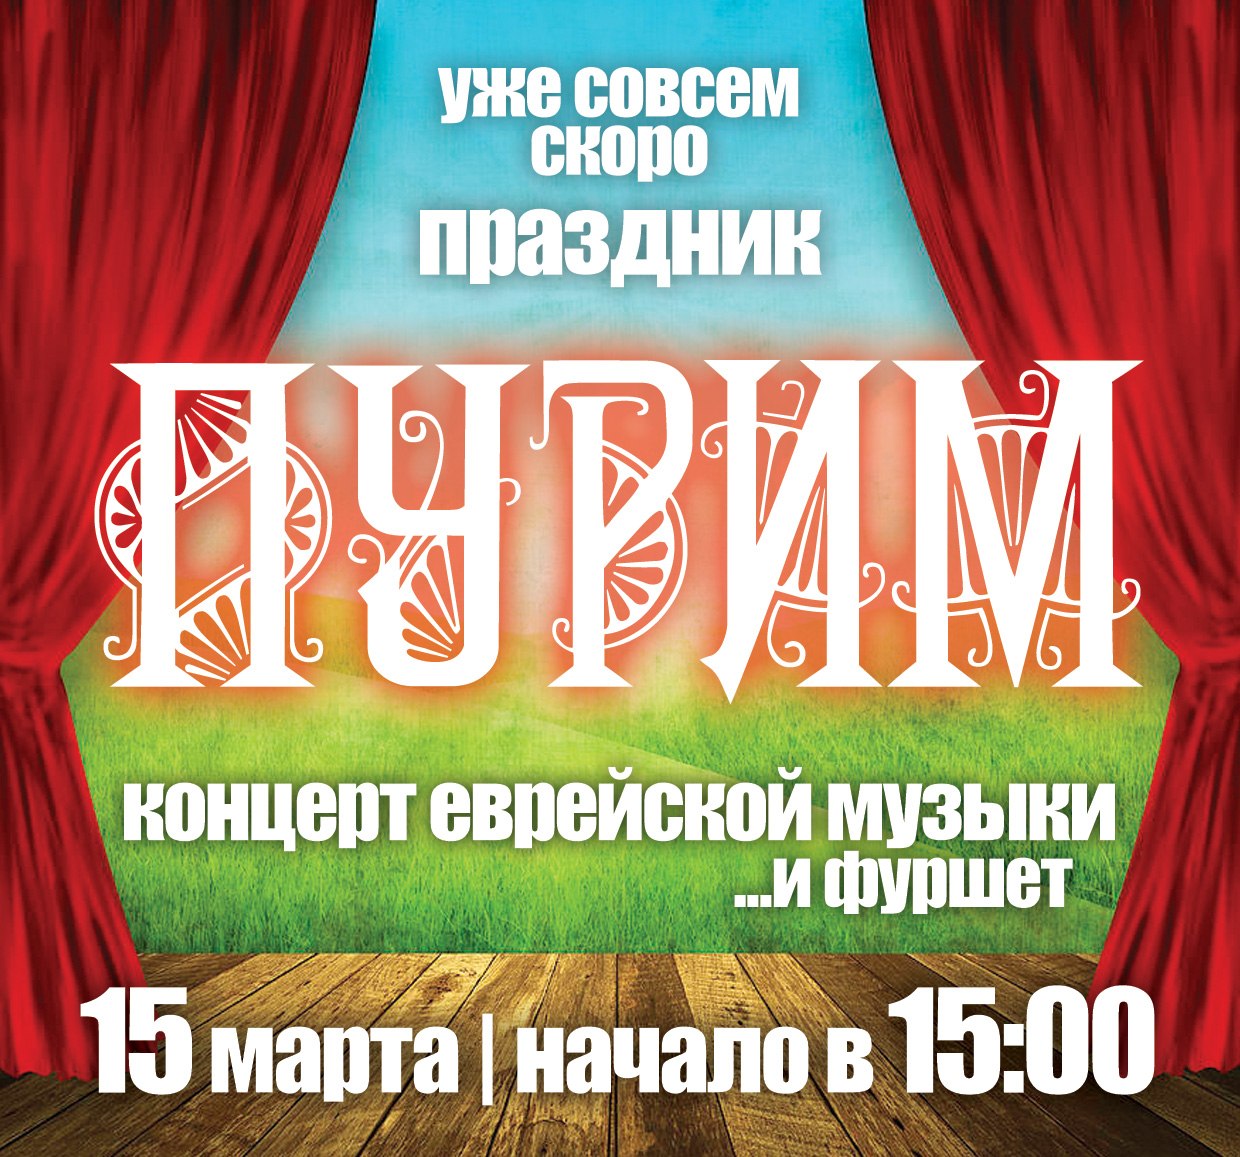 уже совсем
скоро
праздник
ПУРИМ
концерт еврейской музыки
...и фуршет
15 марта | начало в 15:00